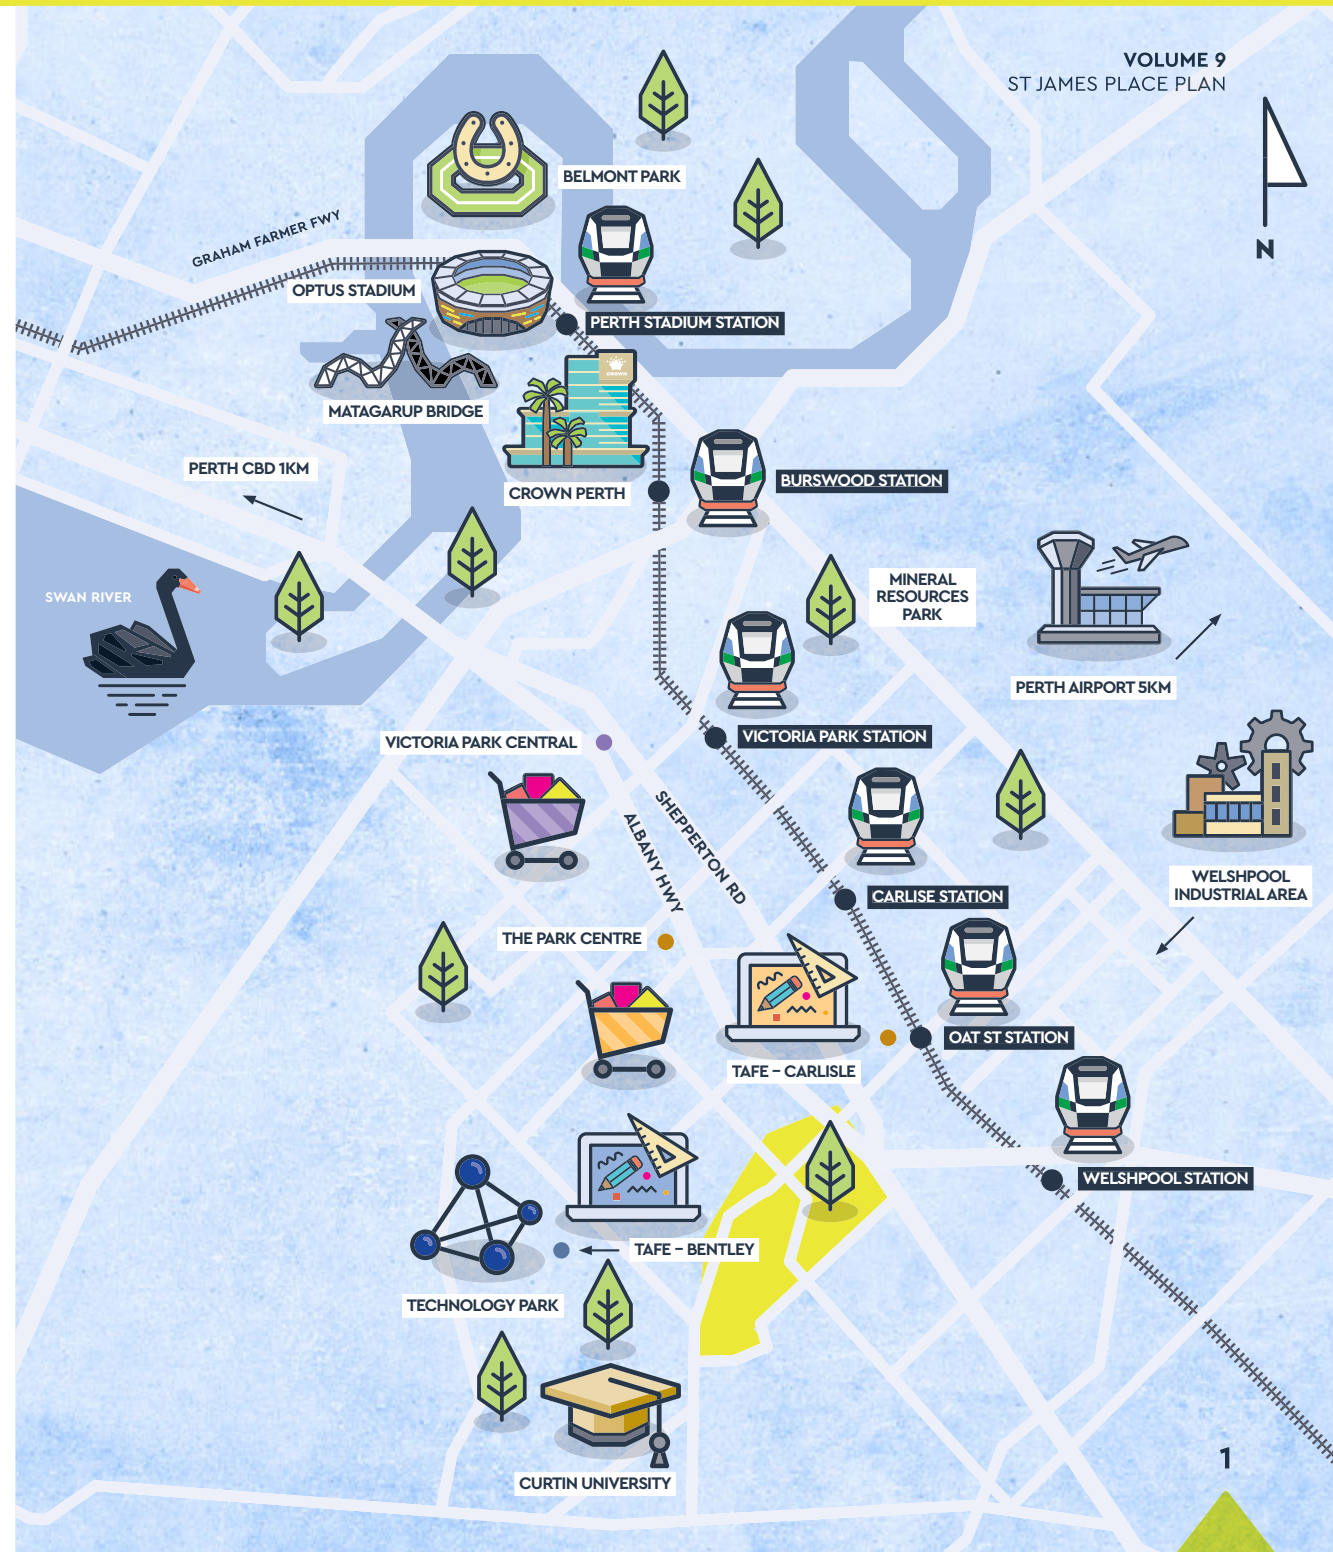 VOLUME 9
ST JAMES PLACE PLAN
N
BELMONT PARK
GRAHAM FARMER FWY
OPTUS STADIUM
PERTH STADIUM STATION
CROWN
MATAGARUP BRIDGE
PERTH CBD 1KM
CROWN PERTH
BURSWOOD STATION
SWAN RIVER
MINERAL
RESOURCES
PARK
PERTH AIRPORT 5KM
VICTORIA PARK CENTRAL
VICTORIA PARK STATION
SHEPPERTON RD
ALBANY HWY
WELSHPOOL
INDUSTRIAL AREA
CARLISE STATION
THE PARK CENTRE
OAT ST STATION
TAFE – CARLISLE
WELSHPOOL STATION
TAFE – BENTLEY
TECHNOLOGY PARK
CURTIN UNIVERSITY
1